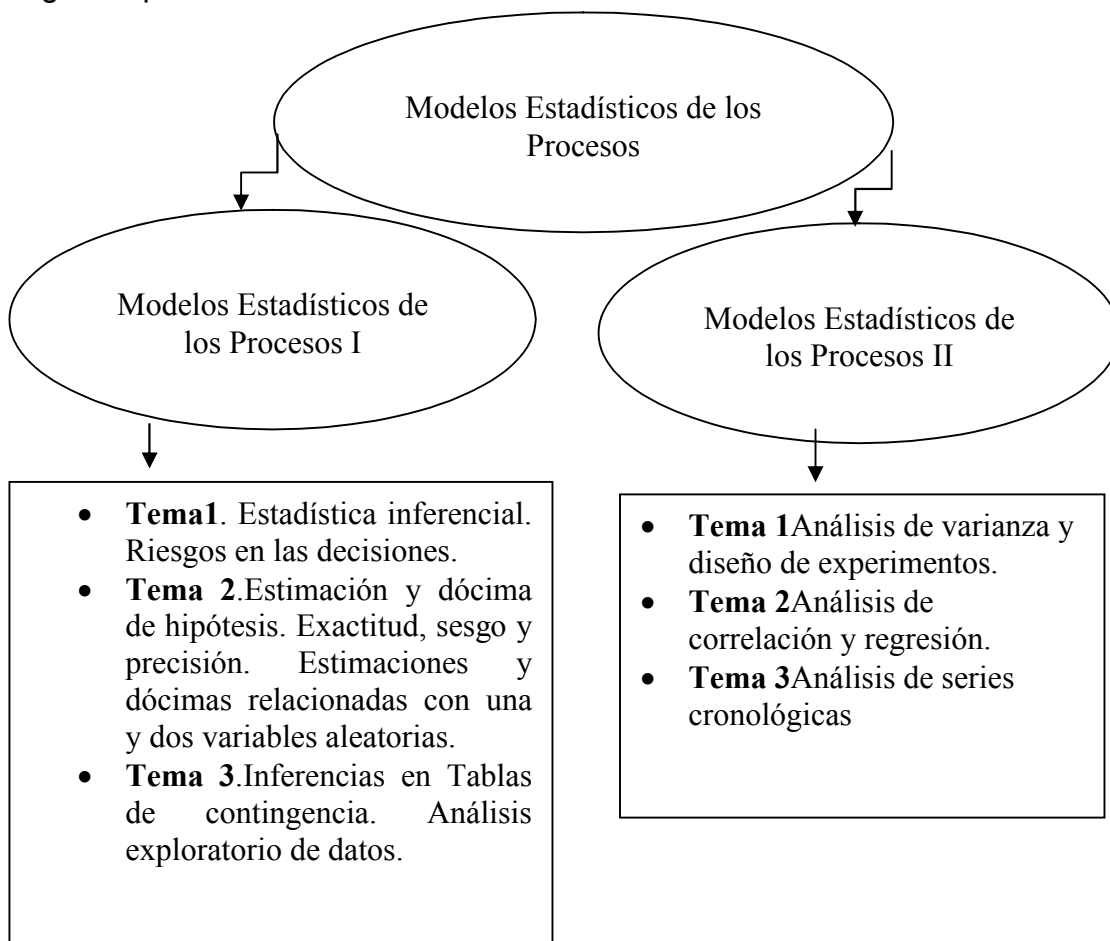 Modelos Estadísticos de los
Procesos
Modelos Estadísticos de
los Procesos I
Modelos Estadísticos de
los Procesos II
• Tema1. Estadística inferencial.
Riesgos en las decisiones.
• Tema 2.Estimación y dócima
de hipótesis. Exactitud, sesgo y
precisión. Estimaciones y
dócimas relacionadas con una
y dos variables aleatorias.
• Tema 3.Inferencias en Tablas
de contingencia. Análisis
exploratorio de datos.
• Tema 1Análisis de varianza y
diseño de experimentos.
• Tema 2Análisis de
correlación y regresión.
• Tema 3Análisis de series
cronológicas